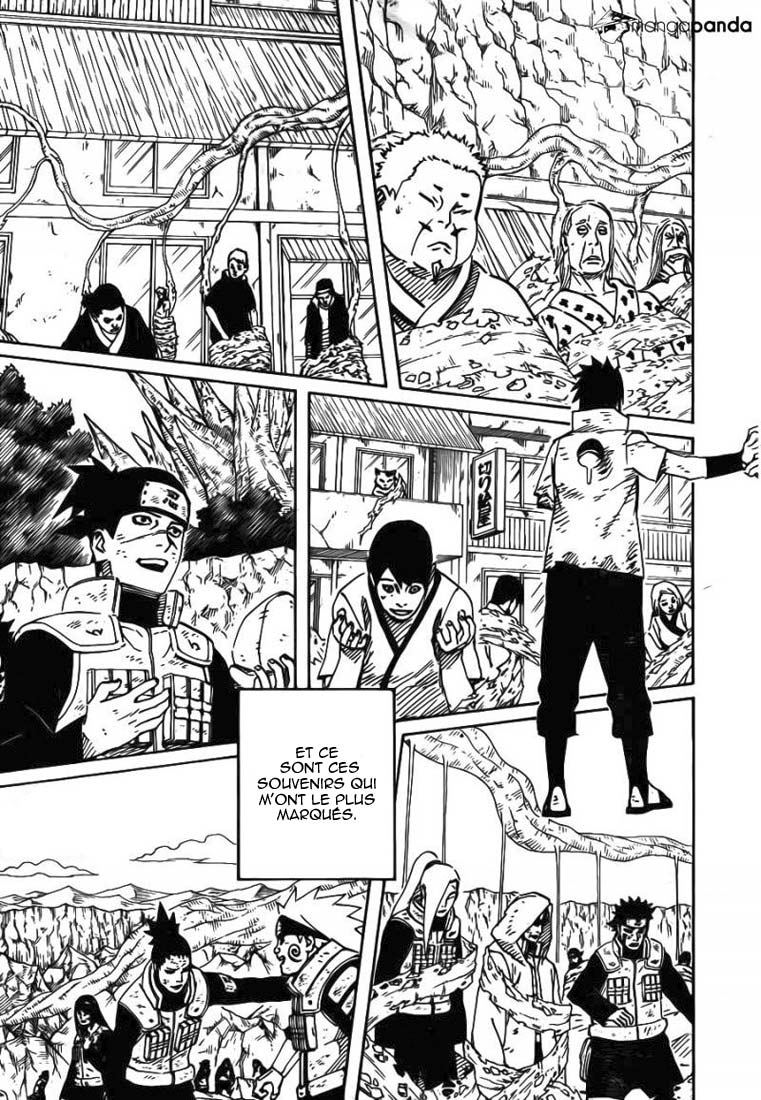 mangapanda
ET CE
SONT CES
SOUVENIRS QUI
M'ONT LE PLUS
MARQUÉS.